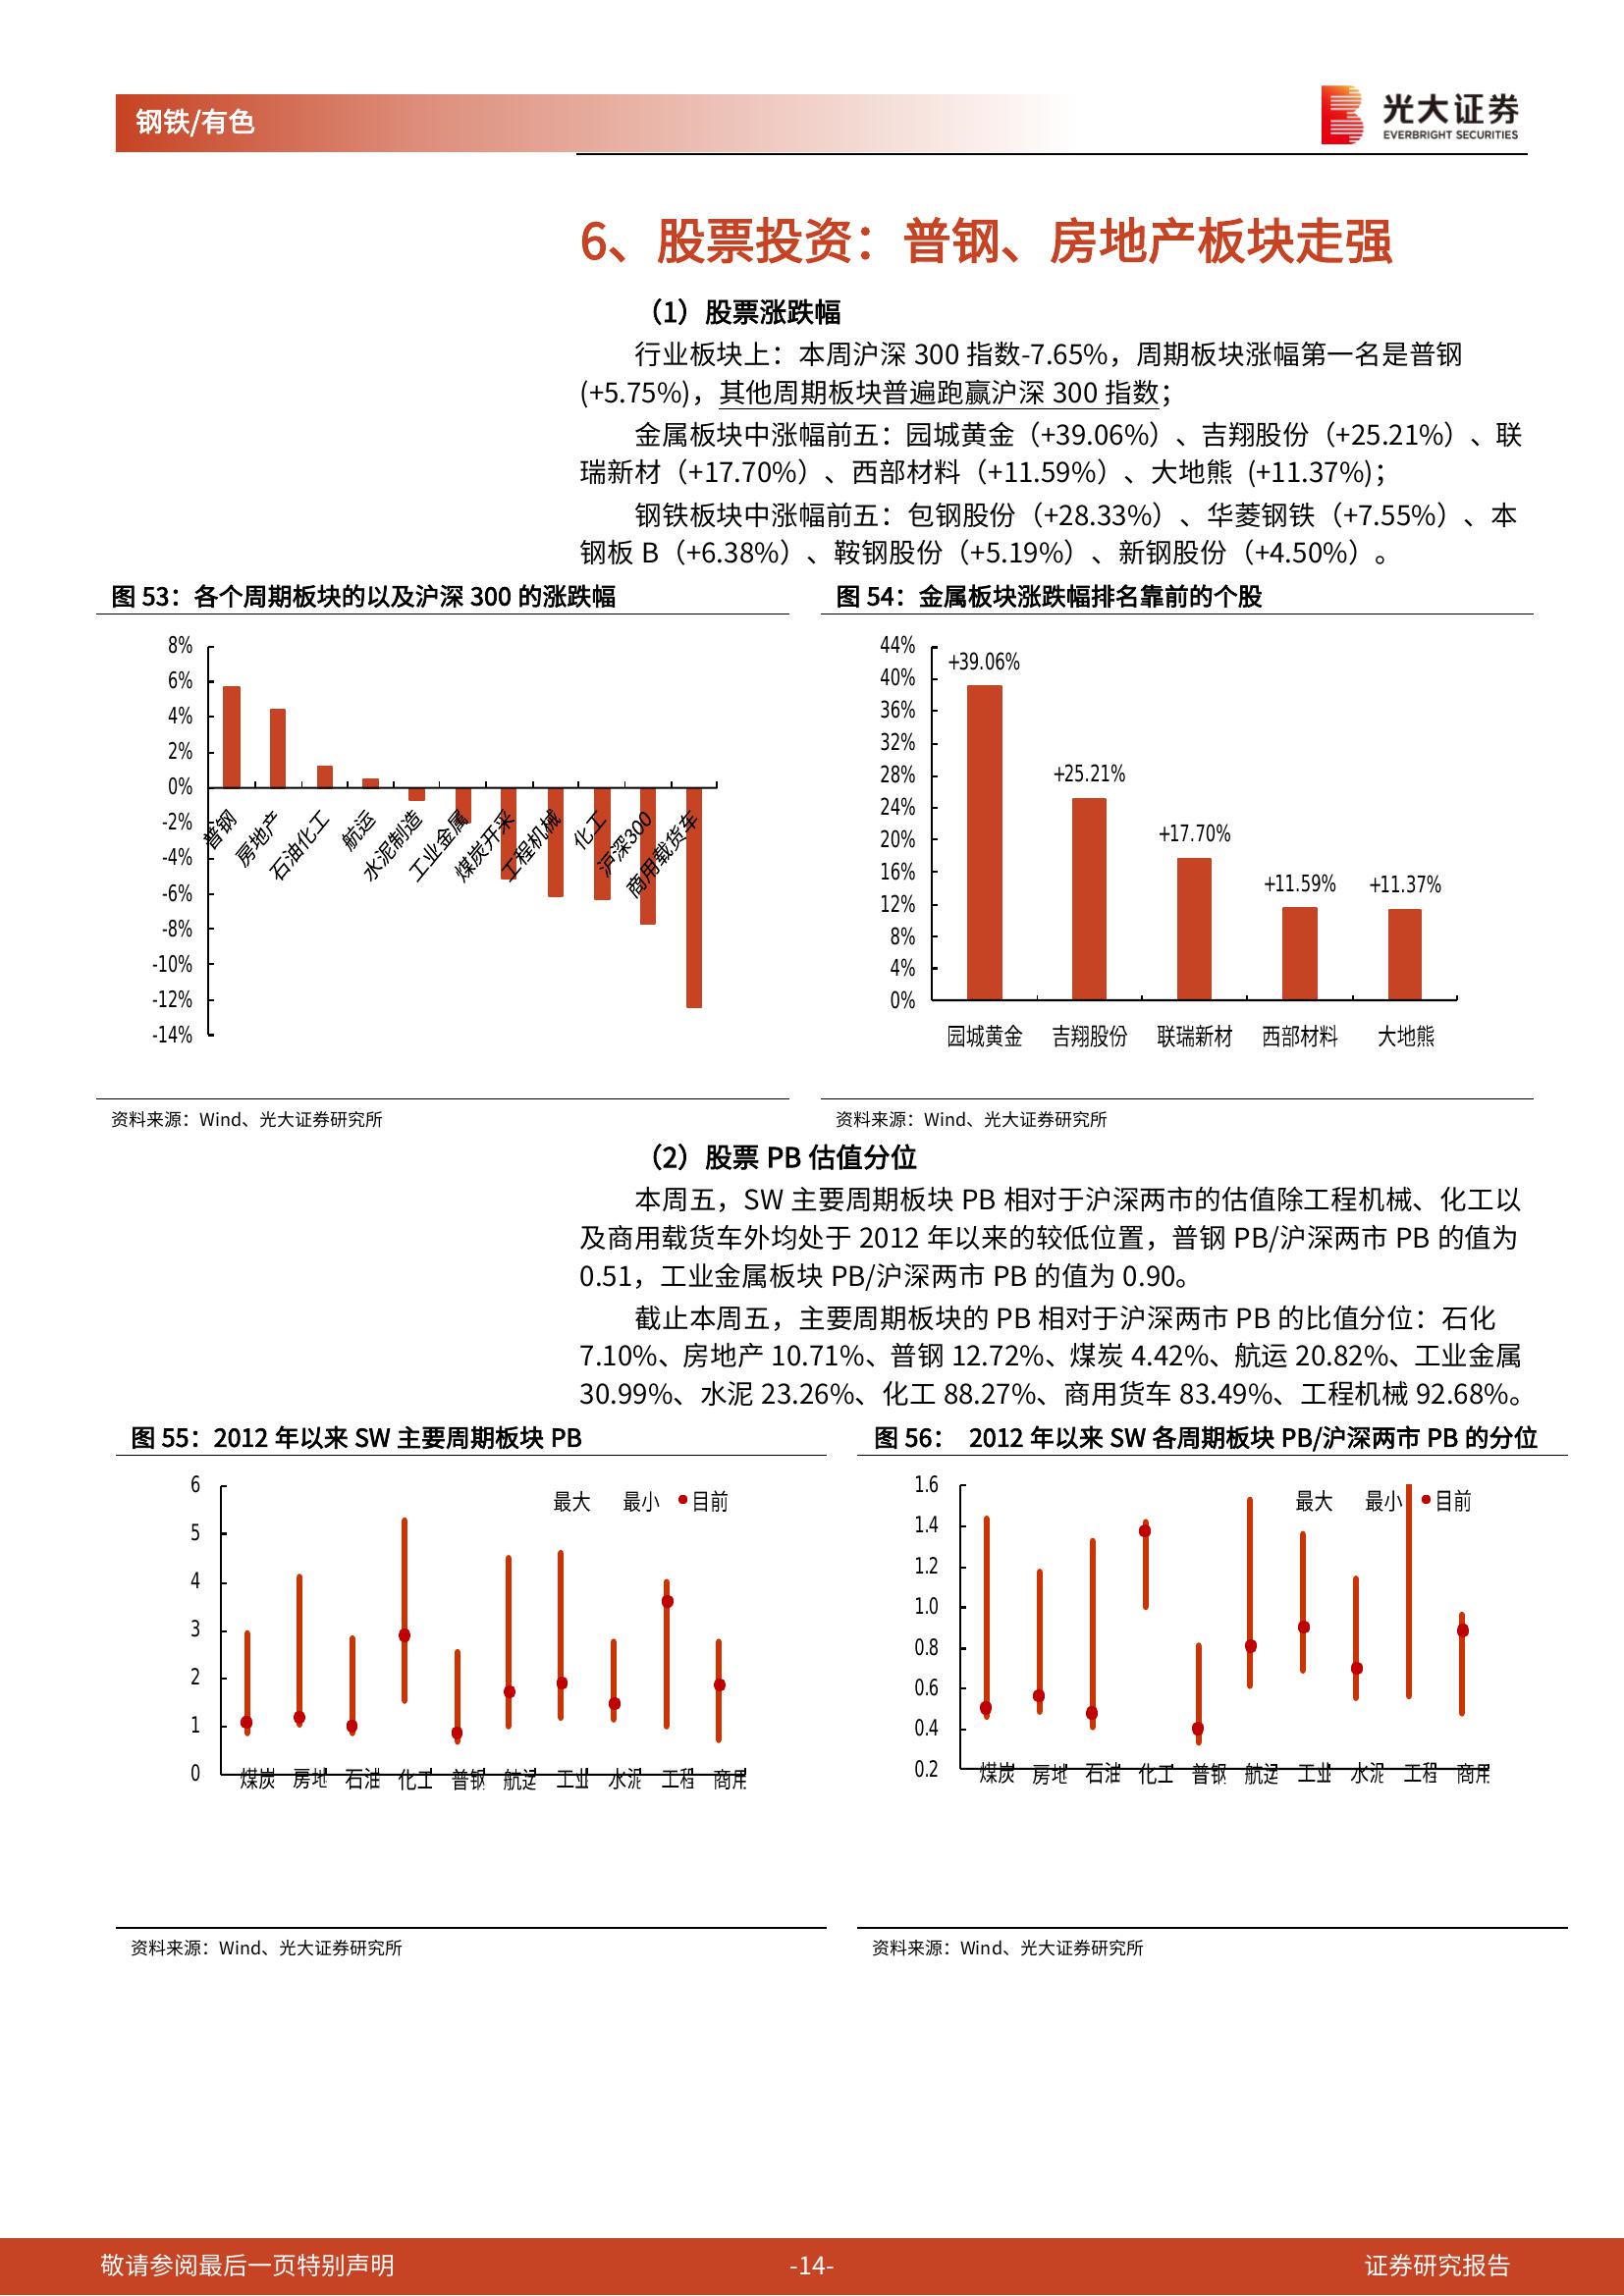 钢铁/有色
光大证券
EVERBRIGHT SECURITIES
6、股票投资：普钢、房地产板块走强
（1）股票涨跌幅
行业板块上：本周沪深 300 指数-7.65%，周期板块涨幅第一名是普钢
(+5.75%)，其他周期板块普遍跑赢沪深 300 指数；
金属板块中涨幅前五：园城黄金（+39.06%）、吉翔股份（+25.21%）、联
瑞新材（+17.70%）、西部材料（+11.59%）、大地熊 (+11.37%)；
钢铁板块中涨幅前五：包钢股份（+28.33%）、华菱钢铁（+7.55%）、本
钢板 B（+6.38%）、鞍钢股份（+5.19%）、新钢股份（+4.50%）。
图 53：各个周期板块的以及沪深 300 的涨跌幅
8%
6%
4%
2%
0%
-2%
-4%
-6%
-8%
-10%
-12%
-14%
普钢
房地产
石油化工
航运
水泥制造
工业金属
煤炭开采
工程机械
化工
沪深300
商用载货车
资料来源：Wind、光大证券研究所
图 54：金属板块涨跌幅排名靠前的个股
44%
40%
36%
32%
28%
24%
20%
16%
12%
8%
4%
0%
+39.06%
+25.21%
+17.70%
+11.59%
+11.37%
园城黄金
吉翔股份
联瑞新材
西部材料
大地熊
资料来源：Wind、光大证券研究所
（2）股票 PB 估值分位
本周五，SW 主要周期板块 PB 相对于沪深两市的估值除工程机械、化工以
及商用载货车外均处于 2012 年以来的较低位置，普钢 PB/沪深两市 PB 的值为
0.51，工业金属板块 PB/沪深两市 PB 的值为 0.90。
截止本周五，主要周期板块的 PB 相对于沪深两市 PB 的比值分位：石化
7.10%、房地产 10.71%、普钢 12.72%、煤炭 4.42%、航运 20.82%、工业金属
30.99%、水泥 23.26%、化工 88.27%、商用货车 83.49%、工程机械 92.68%。
图 55：2012 年以来 SW 主要周期板块 PB
6
5
4
3
2
1
0
最大 最小 目前
煤炭 房地 石油 化工 普钢 航运 工业 水泥 工程 商用
资料来源：Wind、光大证券研究所
图 56： 2012 年以来 SW 各周期板块 PB/沪深两市 PB 的分位
1.6
1.4
1.2
1.0
0.8
0.6
0.4
0.2
最大 最小 目前
煤炭 房地 石油 化工 普钢 航运 工业 水泥 工程 商用
资料来源：Wind、光大证券研究所
敬请参阅最后一页特别声明
-14-
证券研究报告